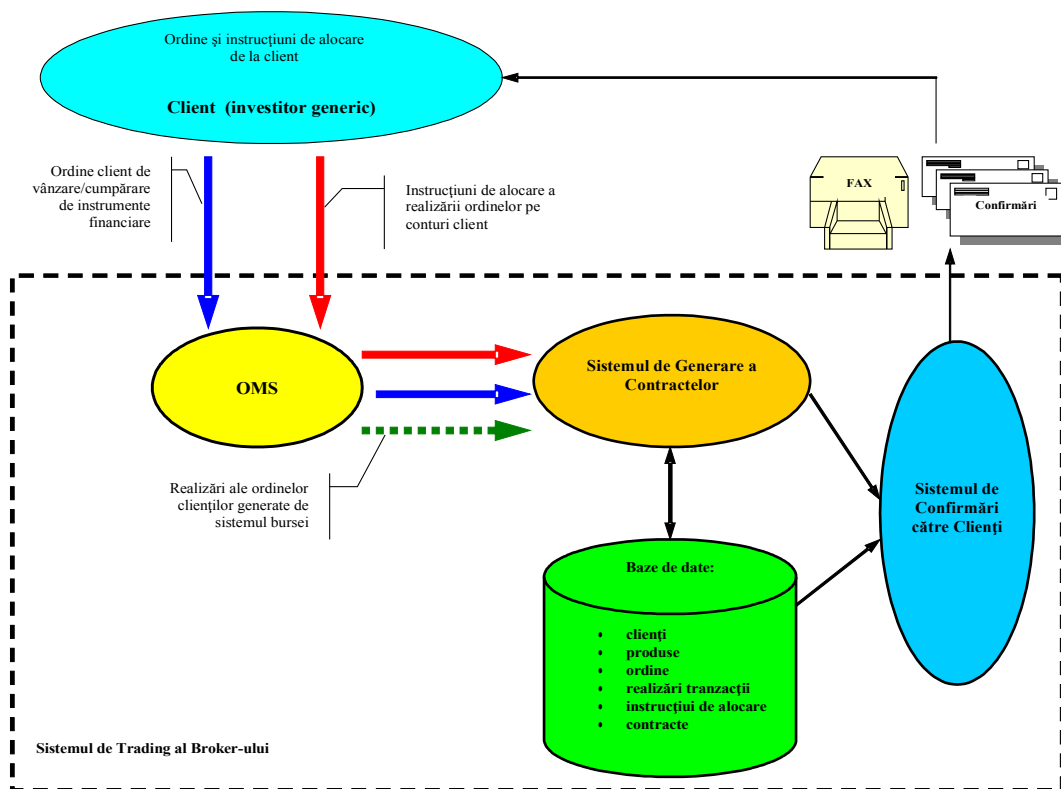 Ordine şi instrucţiuni de alocare
de la client
Client (investitor generic)
Ordine client de
vânzare/cumpărare
de instrumente
financiare
Instrucţiuni de alocare a
realizării ordinelor pe
conturi client
FAX
Confirmări
OMS
Sistemul de Generare a
Contractelor
Realizări ale ordinelor
clienţilor generate de
sistemul bursei
Sistemul de
Confirmări
către Clienţi
Baze de date:
• clienţi
• produse
• ordine
• realizări tranzacţii
• instrucţiui de alocare
• contracte
Sistemul de Trading al Broker-ului